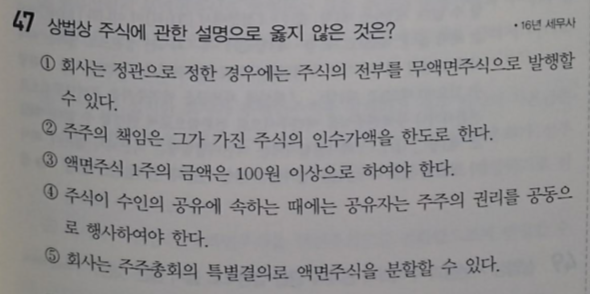 47 상법상 주식에 관한 설명으로 옳지 않은 것은? • 16년 세무사
① 회사는 정관으로 정한 경우에는 주식의 전부를 무액면주식으로 발행할
수 있다.
② 주주의 책임은 그가 가진 주식의 인수가액을 한도로 한다.
③ 액면주식 1주의 금액은 100원 이상으로 하여야 한다.
④ 주식이 수인의 공유에 속하는 때에는 공유자는 주주의 권리를 공동으
로 행사하여야 한다.
⑤ 회사는 주주총회의 특별결의로 액면주식을 분할할 수 있다.